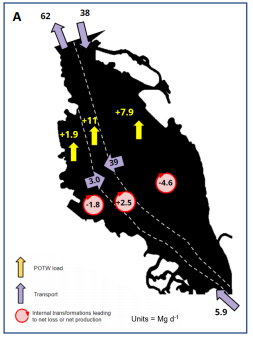 A
62
38
+7.9
+11
+1.9
39
3.0
-4.6
-1.8
+2.5
POTW load
Transport
Internal transformations leading
to net loss or net production
Units = Mg d⁻¹
5.9